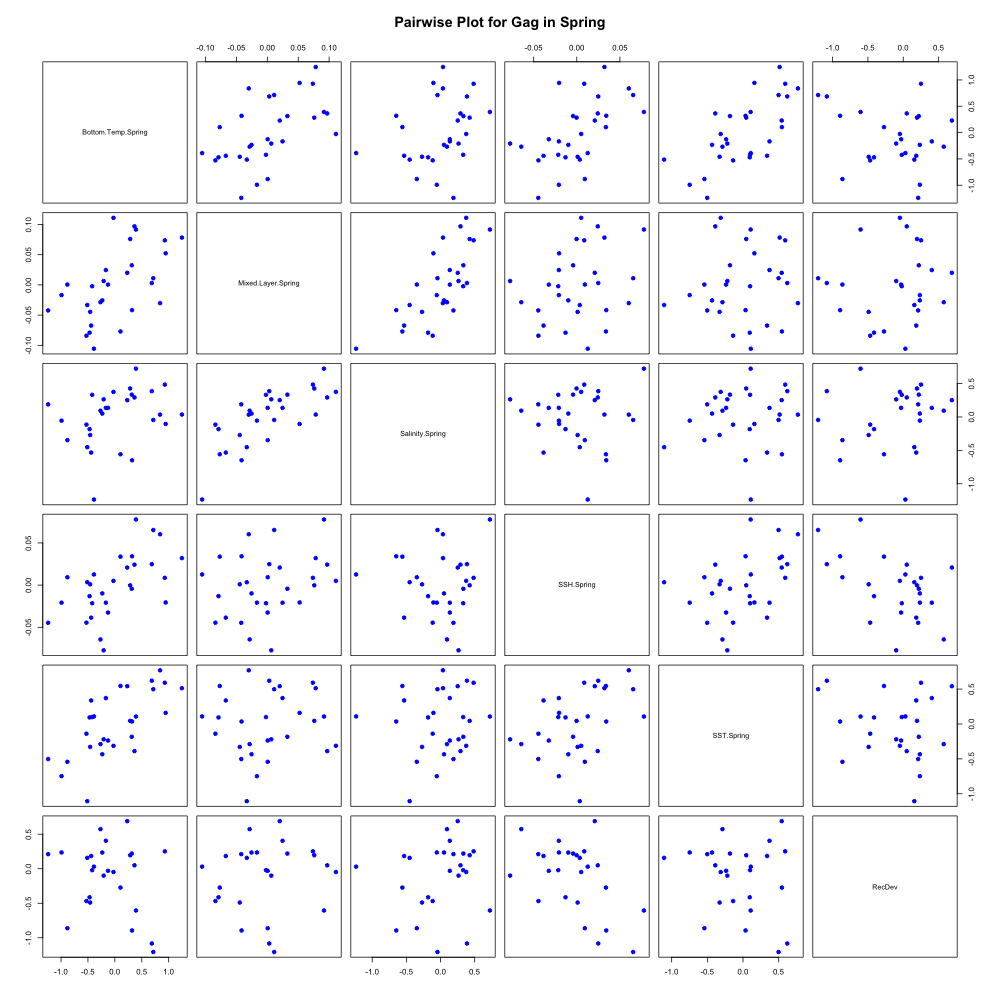 Pairwise Plot for Gag in Spring
-0.10 -0.05 0.00 0.05 0.10
-0.05 0.00 0.05
-1.0 -0.5 0.0 0.5
Bottom.Temp.Spring
-1.0 -0.5 0.0 0.5 1.0
-0.10 -0.05 0.00 0.05 0.10
Mixed.Layer.Spring
Salinity.Spring
-1.0 -0.5 0.0 0.5
-0.05 0.00 0.05
SSH.Spring
SST.Spring
-1.0 -0.5 0.0 0.5
-1.0 -0.5 0.0 0.5
RecDev
-1.0 -0.5 0.0 0.5 1.0
-1.0 -0.5 0.0 0.5
-1.0 -0.5 0.0 0.5